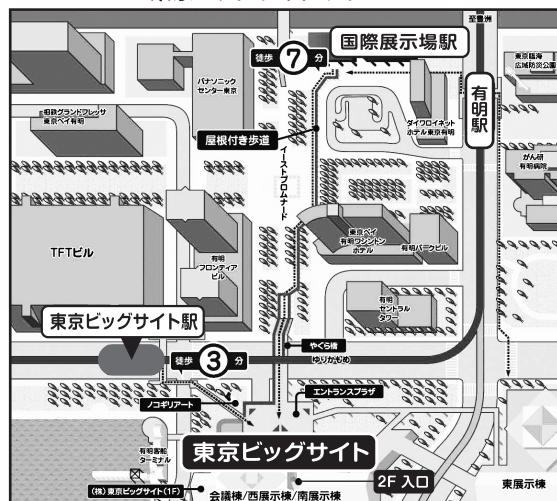 至豊洲
国際展示場駅
徒歩 7 分
パナソニック
センター東京
東京臨海
広域防災公園
有明駅
相鉄グランドフレッサ
東京ベイ有明
ダイワロイネット
ホテル東京有明
屋根付き歩道
イーストプロムナード
がん研
有明病院
TFTビル
有明
フロンティア
ビル
東京ベイ
有明ワシントン
ホテル
有明パークビル
有明
セントラル
タワー
東京ビッグサイト駅
やぐら橋
ゆりかもめ
徒歩 3 分
ノコギリアート
エントランスプラザ
東京ビッグサイト
有明客船
ターミナル
2F 入口
(株)東京ビッグサイト(1F)
会議棟/西展示棟/南展示棟
東展示棟